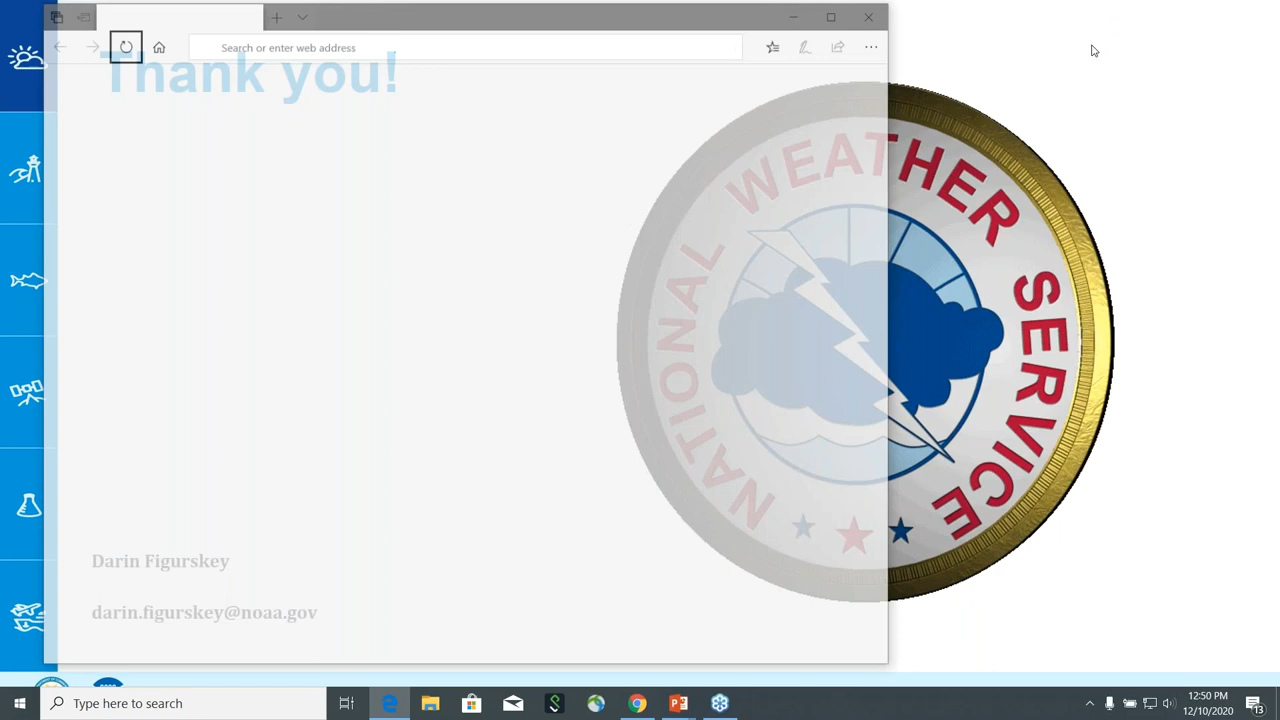 Search or enter web address
Thank you!
NATIONAL WEATHER SERVICE
Darin Figurskey
darin.figurskey@noaa.gov
Type here to search
12:50 PM
12/10/2020
13